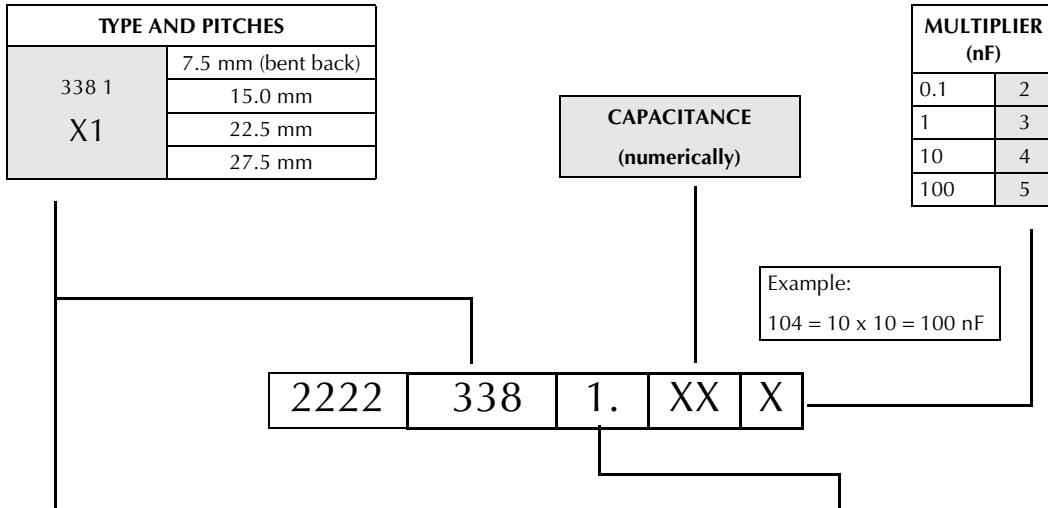 TYPE AND PITCHES
338 1
X1
7.5 mm (bent back)
15.0 mm
22.5 mm
27.5 mm
CAPACITANCE
(numerically)
MULTIPLIER
(nF)
0.1 2
1 3
10 4
100 5
Example:
104 = 10 x 10 = 100 nF
2222 338 1. XX X